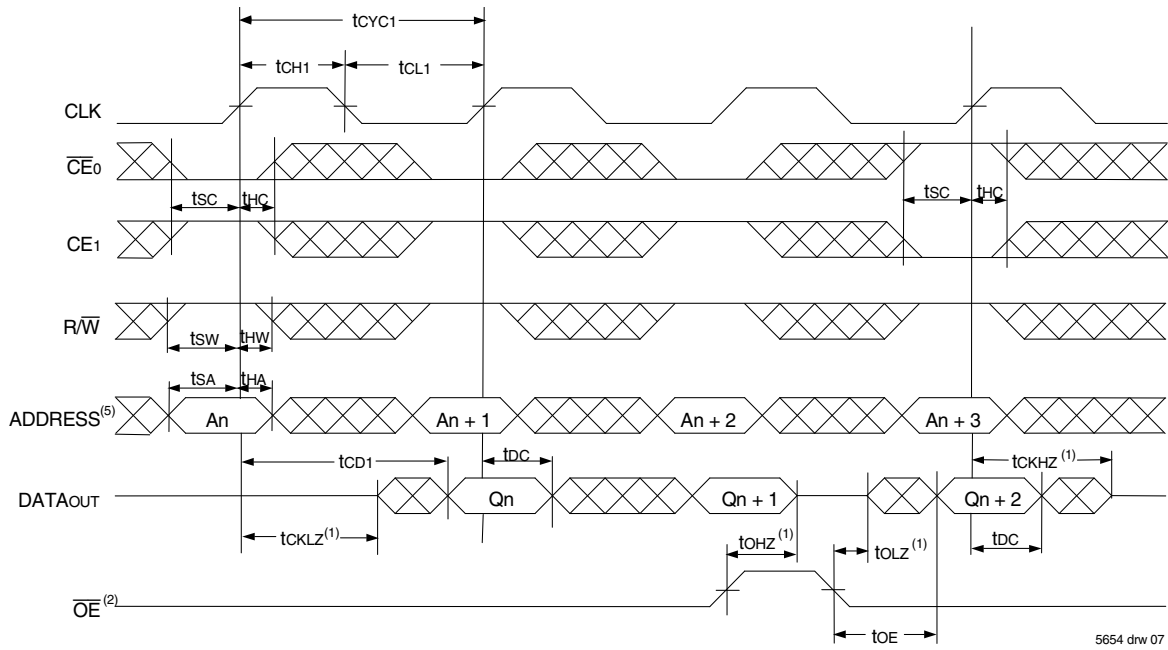 tCYC1
tCH1 tCL1
CLK
CE0
tSC tHC tSC tHC
CE1
R/W
tSW tHW
tSA tHA
ADDRESS(5) An An + 1 An + 2 An + 3
tCD1 tDC tCKHZ(1)
DATAOUT Qn Qn + 1 Qn + 2
tCKLZ(1) tOHZ(1) tOLZ(1) tDC
OE(2)
tOE
5654 drw 07